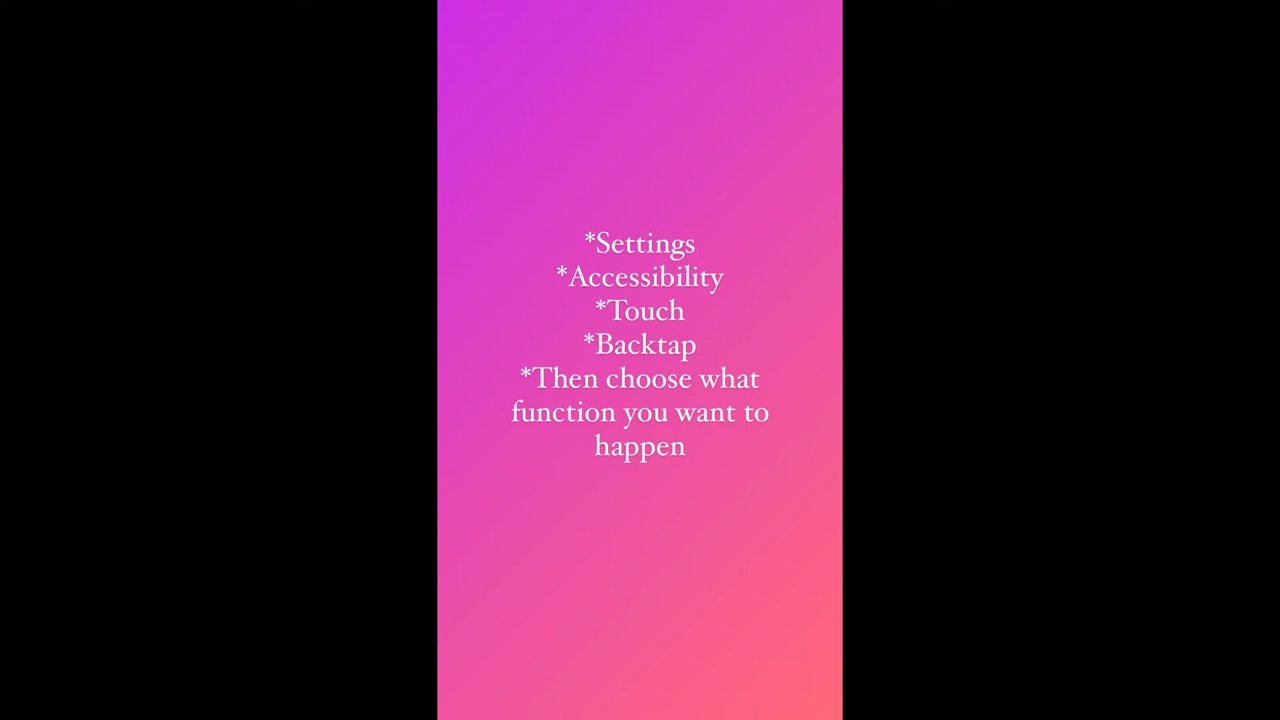 *Settings
*Accessibility
*Touch
*Backtap
*Then choose what
function you want to
happen